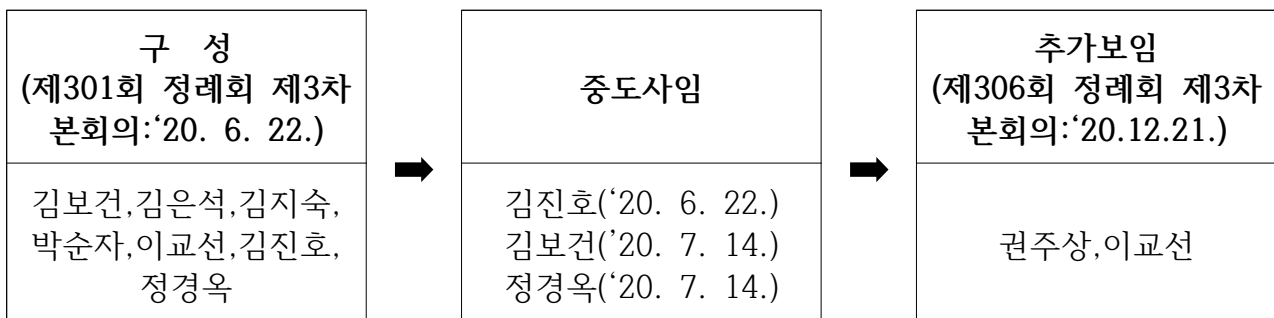 구 성
(제301회 정례회 제3차
본회의:‘20. 6. 22.)
김보건,김은석,김지숙,
박순자,이교선,김진호,
정경옥
중도사임
김진호(‘20. 6. 22.)
김보건(‘20. 7. 14.)
정경옥(‘20. 7. 14.)
추가보임
(제306회 정례회 제3차
본회의:‘20.12.21.)
권주상,이교선